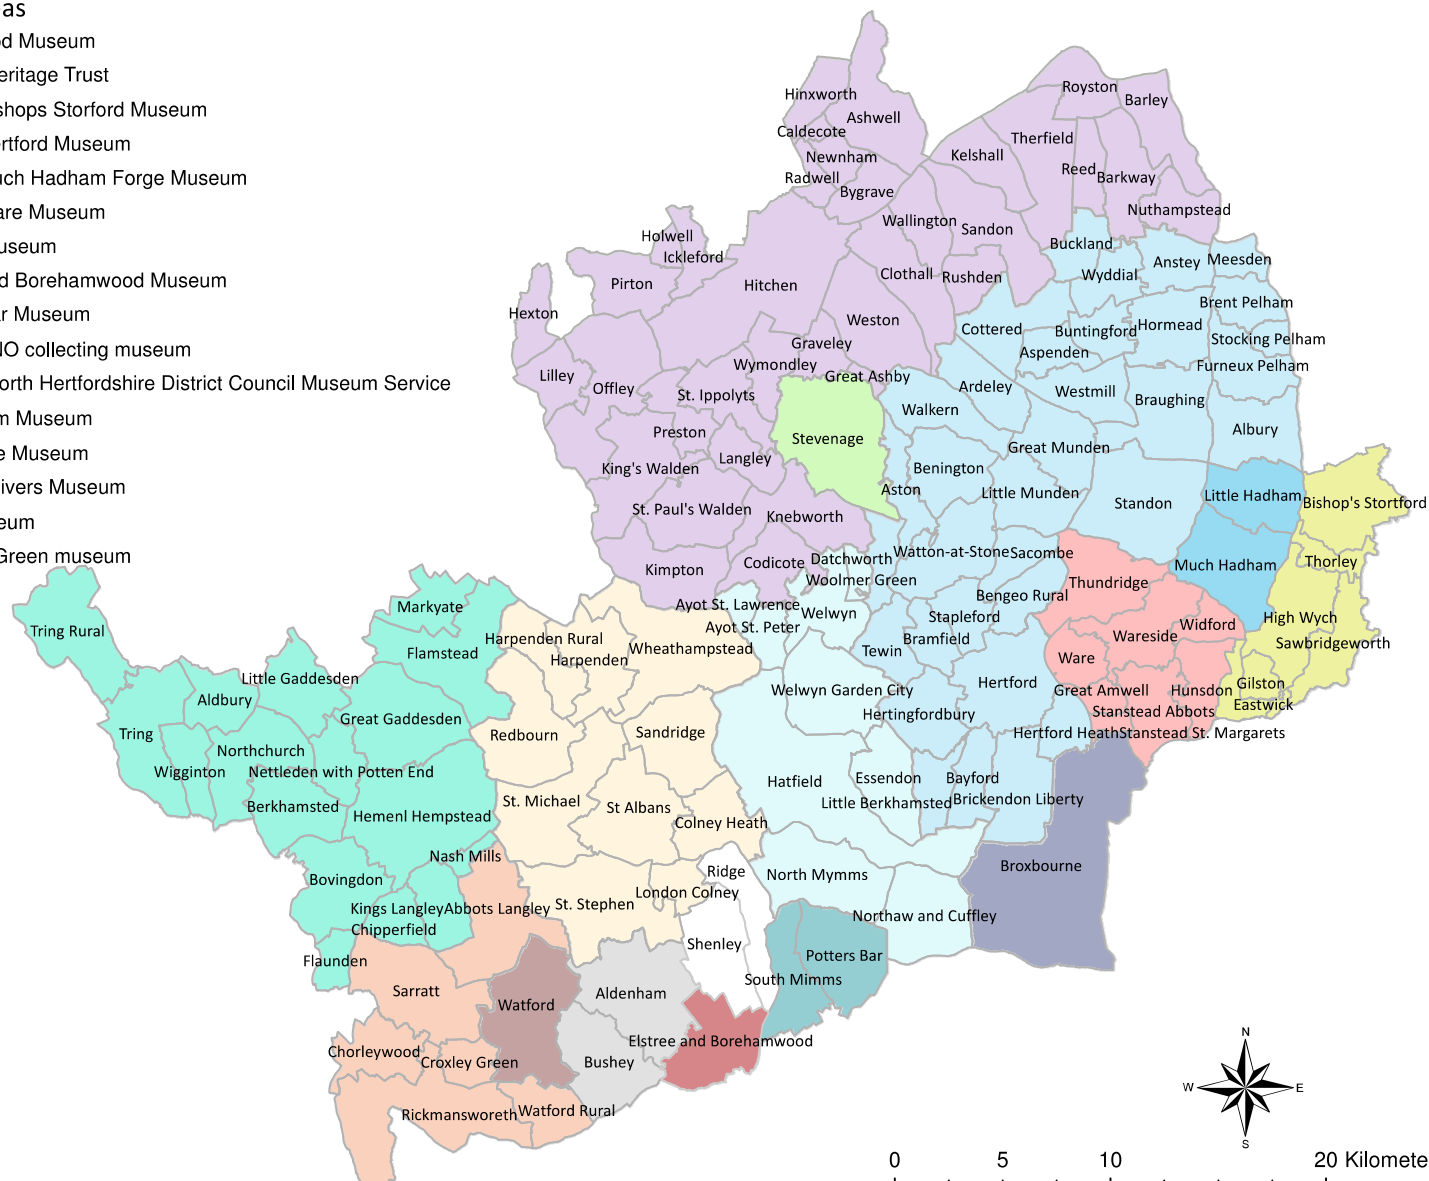 as
od Museum
eritage Trust
shops Storford Museum
ertford Museum
uch Hadham Forge Museum
are Museum
useum
d Borehamwood Museum
ar Museum
NO collecting museum
orth Hertfordshire District Council Museum Service
m Museum
e Museum
ivers Museum
eum
Green museum
Hinxworth
Ashwell
Caldecote
Newnham
Radwell
Bygrave
Royston
Barley
Therfield
Kelshall
Reed
Barkway
Nuthampstead
Wallington
Sandon
Holwell
Ickleford
Buckland
Anstey
Meesden
Pirton
Hitchen
Clothall
Rushden
Wyddial
Hexton
Weston
Brent Pelham
Cottered
Buntingford
Hormead
Stocking Pelham
Graveley
Aspenden
Wymondley
Furneux Pelham
Lilley
Offley
Great Ashby
St. Ippolyts
Ardeley
Westmill
Braughing
Walkern
Preston
Stevenage
Albury
Langley
Great Munden
King's Walden
Benington
Aston
Little Munden
Standon
Little Hadham
Bishop's Stortford
St. Paul's Walden
Knebworth
Kimpton
Codicote
Datchworth
Watton-at-Stone
Sacombe
Woolmer Green
Much Hadham
Thorley
Thundridge
Bengeo Rural
Ayot St. Lawrence
Welwyn
Stapleford
Ayot St. Peter
Bramfield
Wareside
Widford
High Wych
Sawbridgeworth
Tewin
Ware
Markyate
Tring Rural
Flamstead
Harpenden Rural
Harpenden
Wheathampstead
Little Gaddesden
Aldbury
Great Gaddesden
Welwyn Garden City
Hertford
Great Amwell
Hunsdon
Gilston
Eastwick
Stanstead Abbots
Hertingfordbury
Hertford Heath
Stanstead St. Margarets
Tring
Northchurch
Redbourn
Sandridge
Wigginton
Nettleden with Potten End
Hatfield
Essendon
Bayford
Berkhamsted
Hemenl Hempstead
St. Michael
St Albans
Little Berkhamsted
Brickendon Liberty
Colney Heath
Nash Mills
Bovingdon
Ridge
North Mymms
Broxbourne
London Colney
Kings Langley
Abbots Langley
St. Stephen
Northaw and Cuffley
Chipperfield
Shenley
Flaunden
Potters Bar
South Mimms
Sarratt
Watford
Aldenham
Elstree and Borehamwood
Chorleywood
Croxley Green
Bushey
Rickmansworeth
Watford Rural
N
W
E
S
0
5
10
20 Kilomete